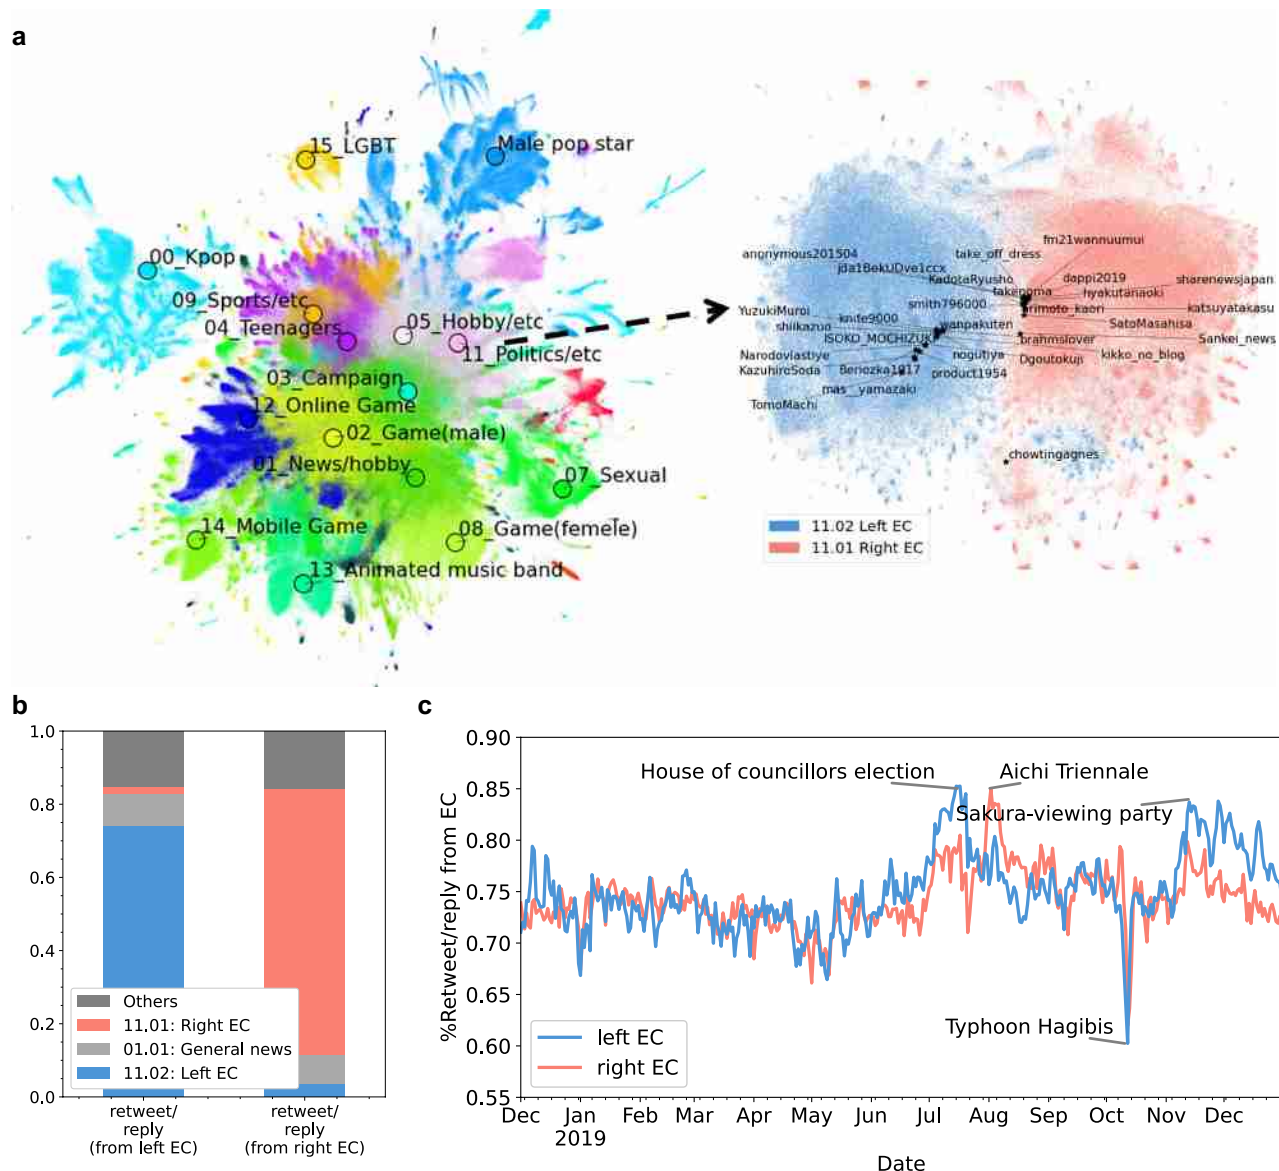 a
15_LGBT
Male pop star
00_Kpop
09_Sports/etc
04_Teenagers
05_Hobby/etc
11_Politics/etc
03_Campaign
12_Online Game
02_Game(male)
01_News/hobby
07_Sexual
14_Mobile Game
08_Game(femele)
13_Animated music band
fm21wannuumui
anonymous201504
take_off_dress
jda1BekUDve1ccx
KadotaRyusho
dappi2019
sharenewsjapan
takenoma
hyakutanaoki
smith796000
katsuyatakasu
YuzukiMuroi
knife9000
wanpakuten
SatoMasahisa
shiikazuo
ISOKO_MOCHIZUKI
brahmslover
Sankei_news
Narodovlastiye
nogutiya
Dgoutokuji
kikko_no_blog
KazuhiroSoda
Beriozka1917
product1954
mas__yamazaki
TomoMachi
chowtingagnes
11.02 Left EC
11.01 Right EC
b
1.0
0.8
0.6
0.4
0.2
0.0
Others
11.01: Right EC
01.01: General news
11.02: Left EC
retweet/
reply
(from left EC)
retweet/
reply
(from right EC)
c
%Retweet/reply from EC
0.90
0.85
0.80
0.75
0.70
0.65
0.60
0.55
House of councillors election
Aichi Triennale
Sakura-viewing party
Typhoon Hagibis
left EC
right EC
Dec Jan Feb Mar Apr May Jun Jul Aug Sep Oct Nov Dec
2019
Date